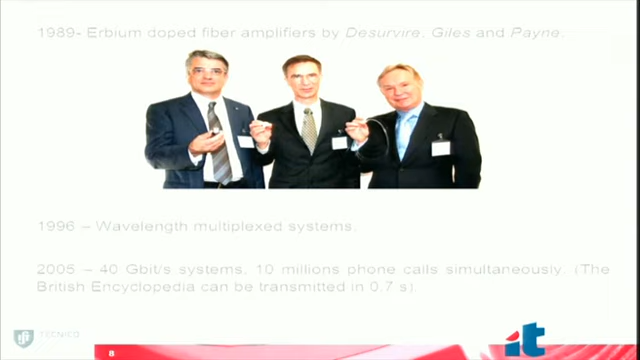 1989- Erbium doped fiber amplifiers by Desurvire, Giles and Payne.
1996 – Wavelength multiplexed systems.
2005 – 40 Gbit/s systems, 10 millions phone calls simultaneously. (The
British Encyclopedia can be transmitted in 0.7 s).
TÉCNICO
8
it